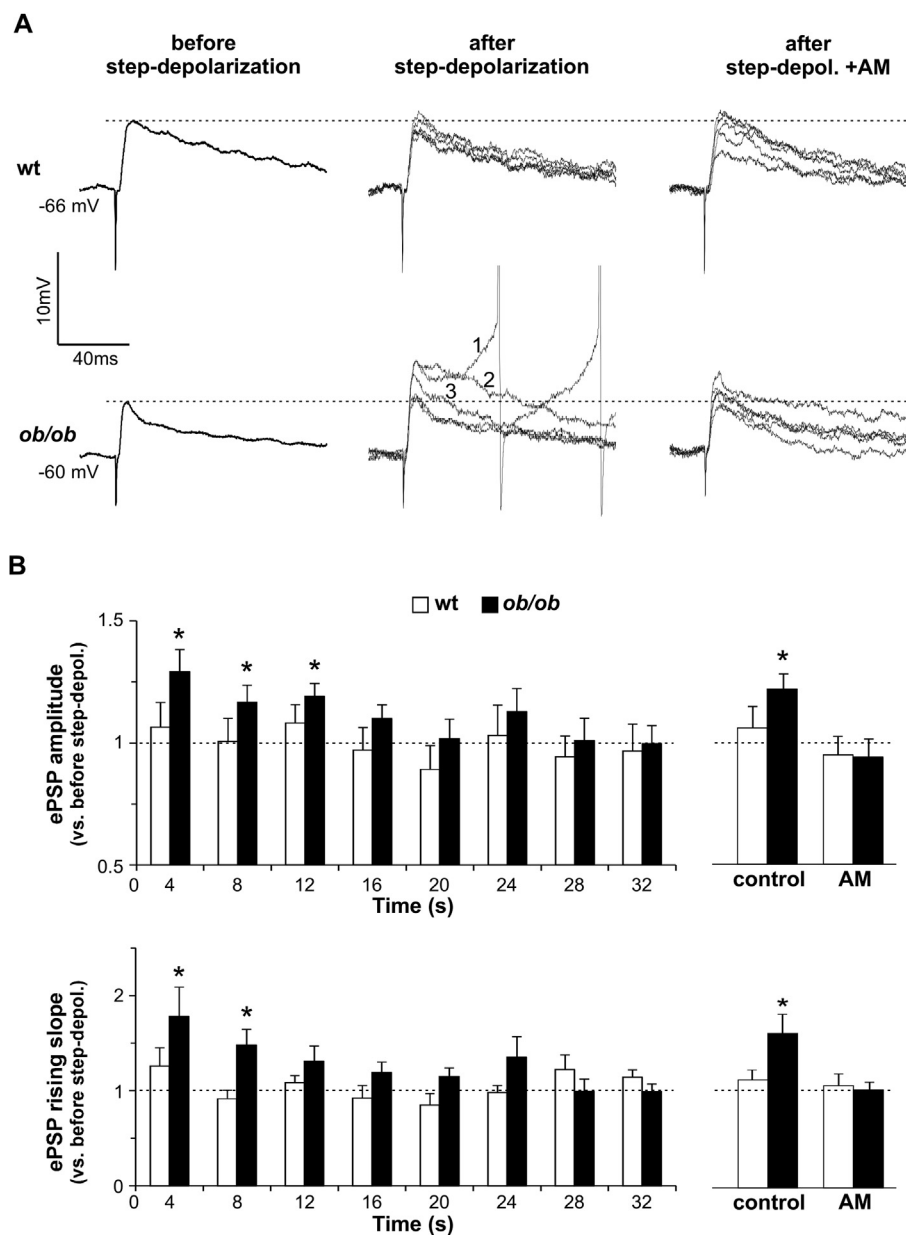 A
before
step-depolarization
after
step-depolarization
after
step-depol. +AM
wt
-66 mV
10mV
40ms
1
2
3
ob/ob
-60 mV
B
wt ob/ob
ePSP amplitude
(vs. before step-depol.)
1.5
1
0.5
* * *
0 4 8 12 16 20 24 28 32
Time (s)
*
control AM
ePSP rising slope
(vs. before step-depol.)
2
1
0
* *
0 4 8 12 16 20 24 28 32
Time (s)
*
control AM